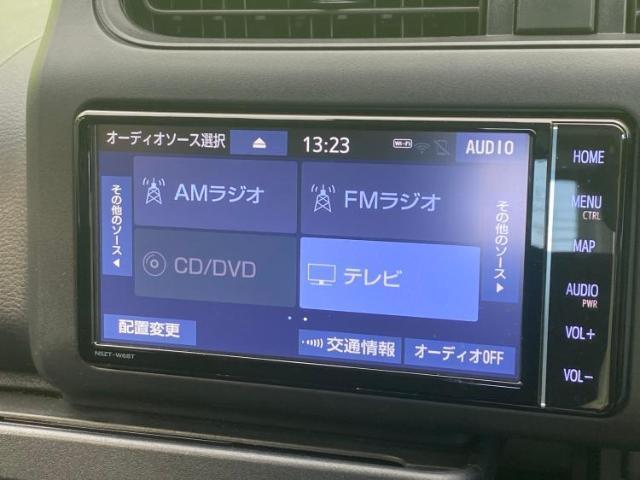 オーディオソース選択 13:23 Wi-Fi AUDIO
その他のソース
AMラジオ
FMラジオ
CD/DVD
テレビ
その他のソース
配置変更
交通情報
オーディオOFF
NSZT-W68T
HOME
MENU
CTRL
MAP
AUDIO
PWR
VOL+
VOL-